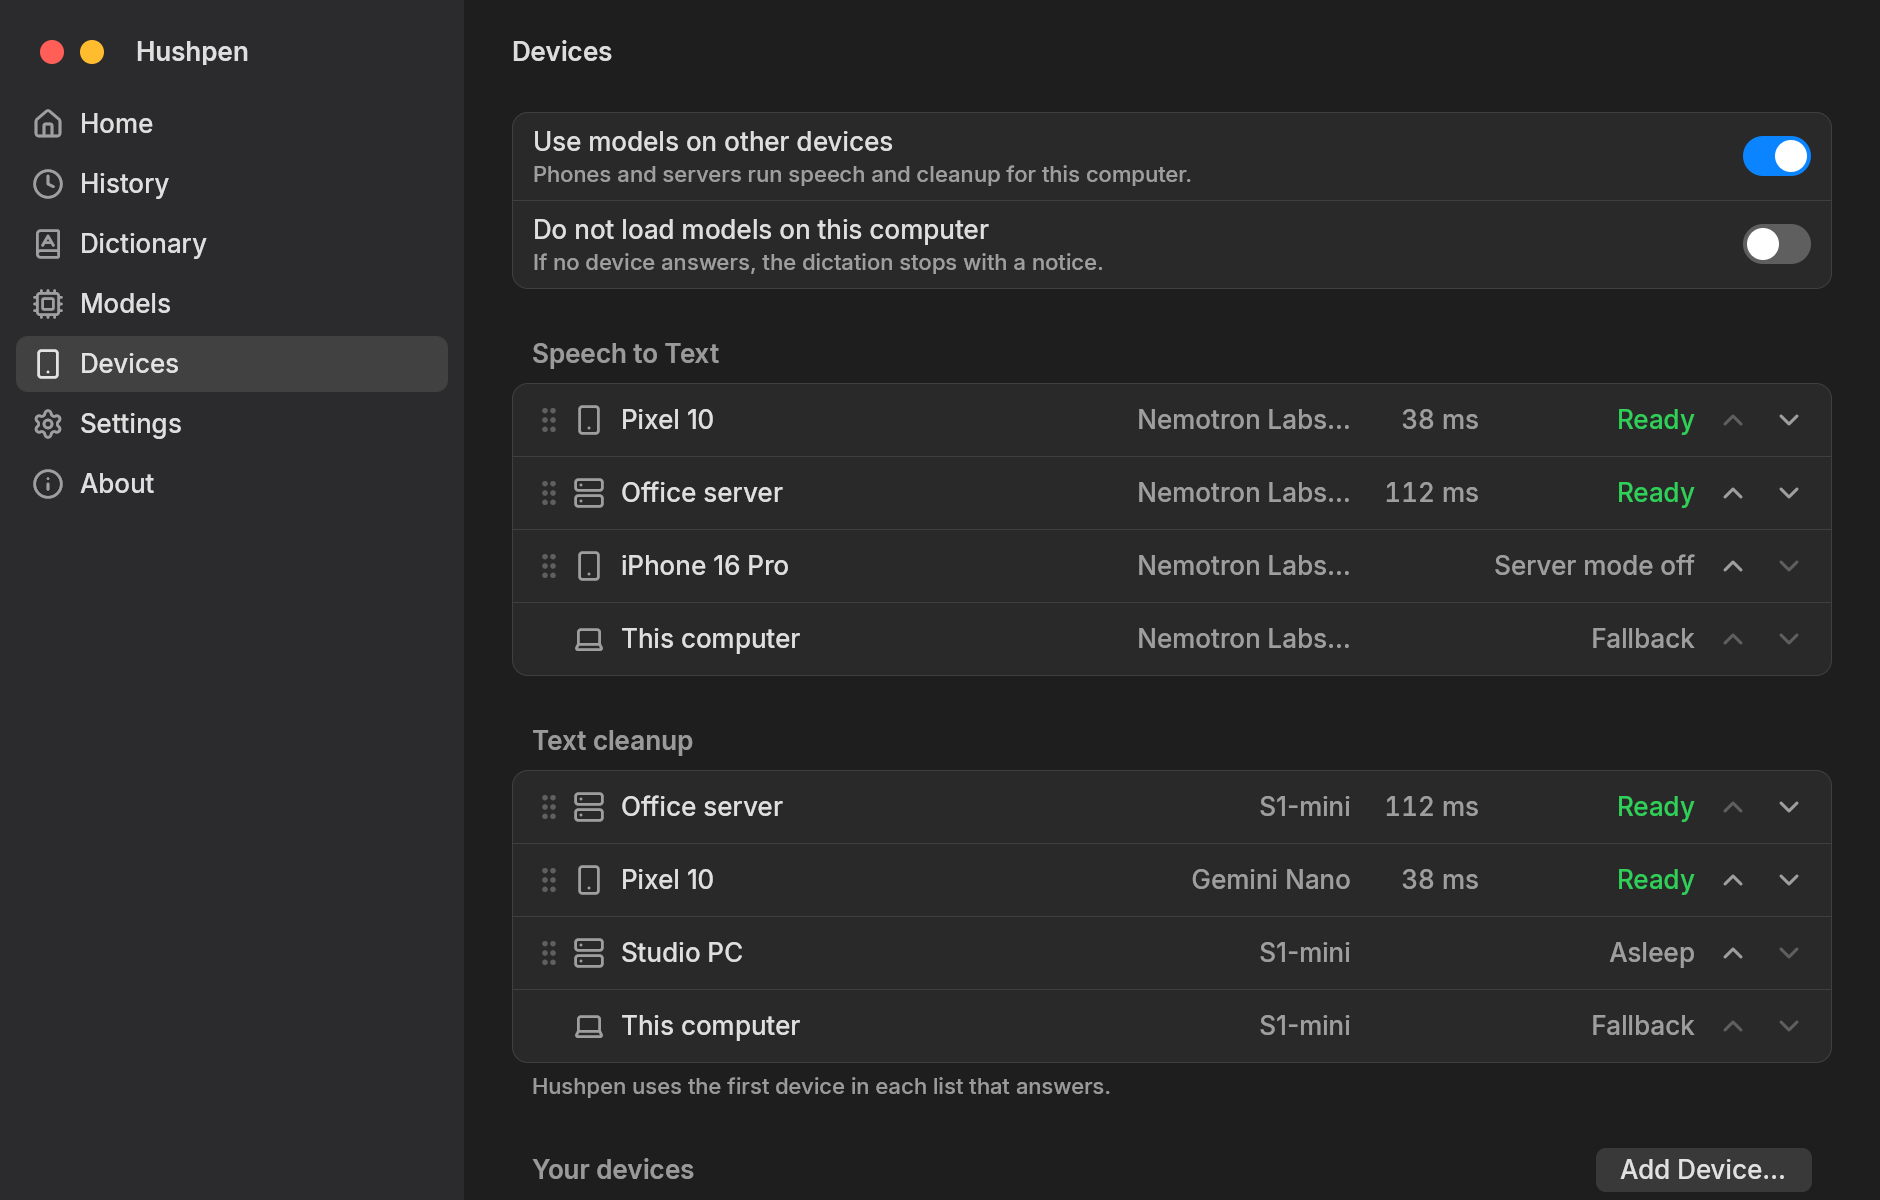 Hushpen
Home
History
Dictionary
Models
Devices
Settings
About
Devices
Use models on other devices
Phones and servers run speech and cleanup for this computer.
Do not load models on this computer
If no device answers, the dictation stops with a notice.
Speech to Text
Pixel 10 Nemotron Labs... 38 ms Ready
Office server Nemotron Labs... 112 ms Ready
iPhone 16 Pro Nemotron Labs... Server mode off
This computer Nemotron Labs... Fallback
Text cleanup
Office server S1-mini 112 ms Ready
Pixel 10 Gemini Nano 38 ms Ready
Studio PC S1-mini Asleep
This computer S1-mini Fallback
Hushpen uses the first device in each list that answers.
Your devices Add Device...